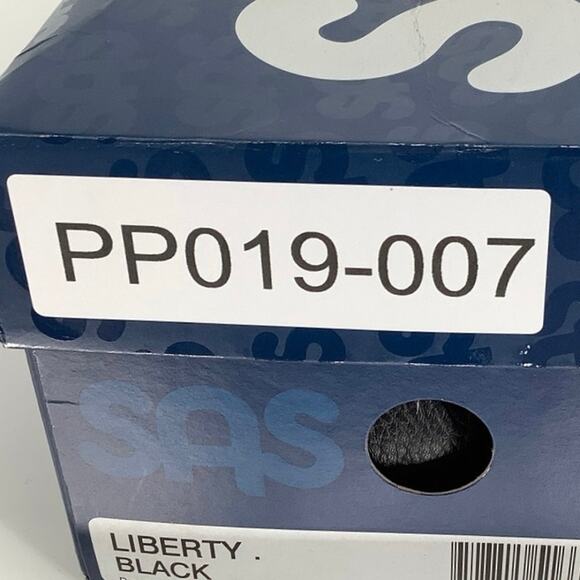 S
PP019-007
SAS
LIBERTY .
BLACK